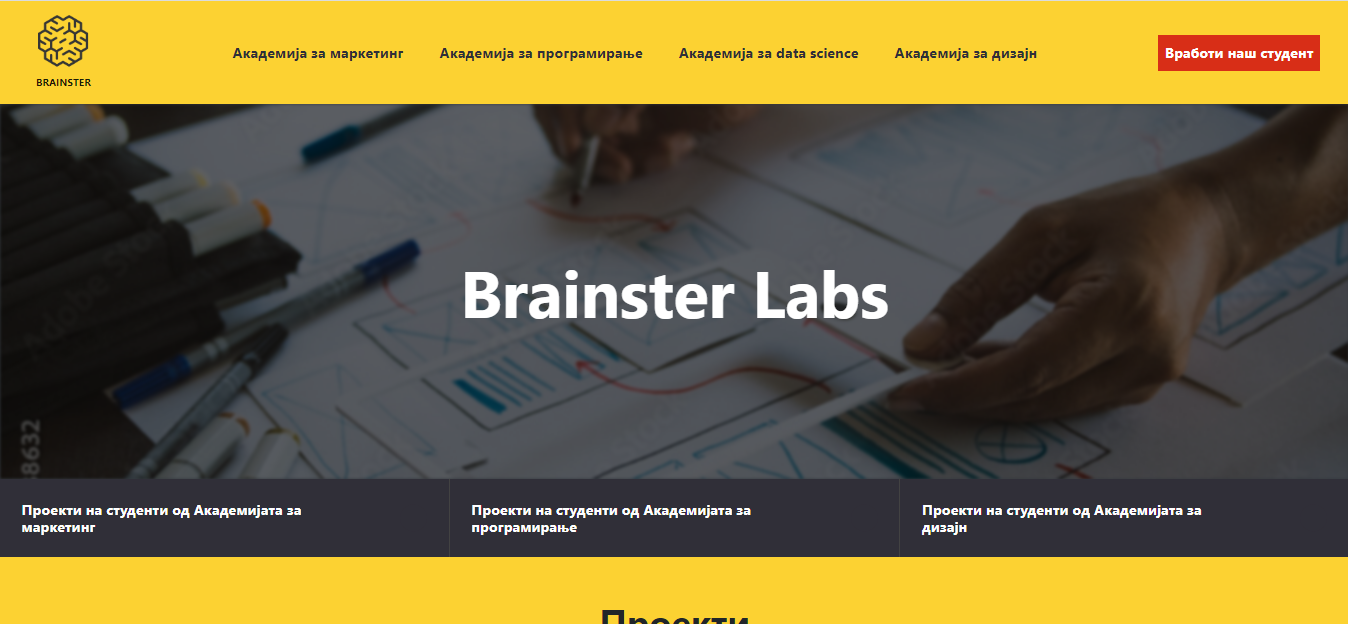 BRAINSTER
Академија за маркетинг
Академија за програмирање
Академија за data science
Академија за дизајн
Вработи наш студент
Brainster Labs
8632
Проекти на студенти од Академијата за
маркетинг
Проекти на студенти од Академијата за
програмирање
Проекти на студенти од Академијата за
дизајн
Проекти